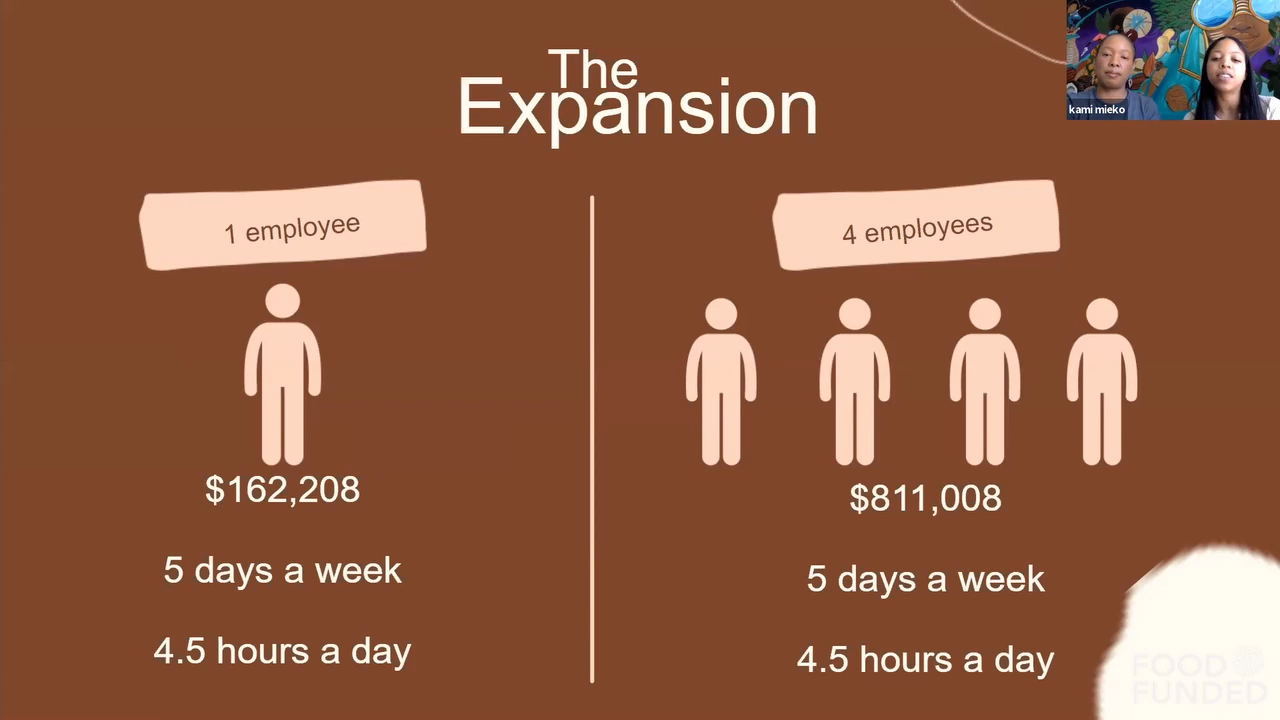 The
Expansion
kami mieko
1 employee
$162,208
5 days a week
4.5 hours a day
4 employees
$811,008
5 days a week
4.5 hours a day
FOOD
FUNDED